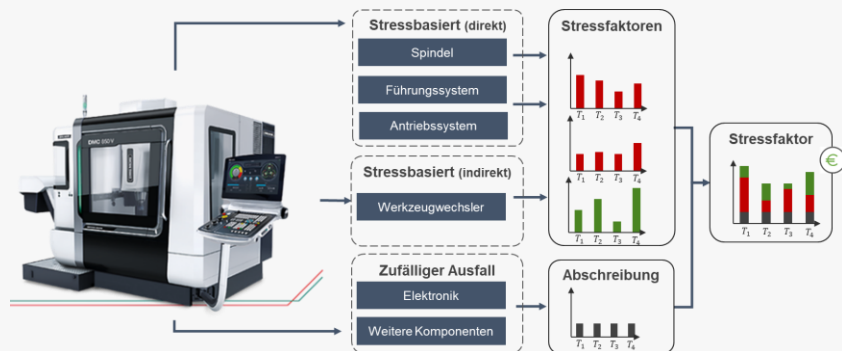 Stressbasiert (direkt)
Spindel
Führungssystem
Antriebssystem
Stressbasiert (indirekt)
Werkzeugwechsler
Zufälliger Ausfall
Elektronik
Weitere Komponenten
Stressfaktoren
T1 T2 T3 T4
T1 T2 T3 T4
T1 T2 T3 T4
Abschreibung
T1 T2 T3 T4
Stressfaktor
€
T1 T2 T3 T4